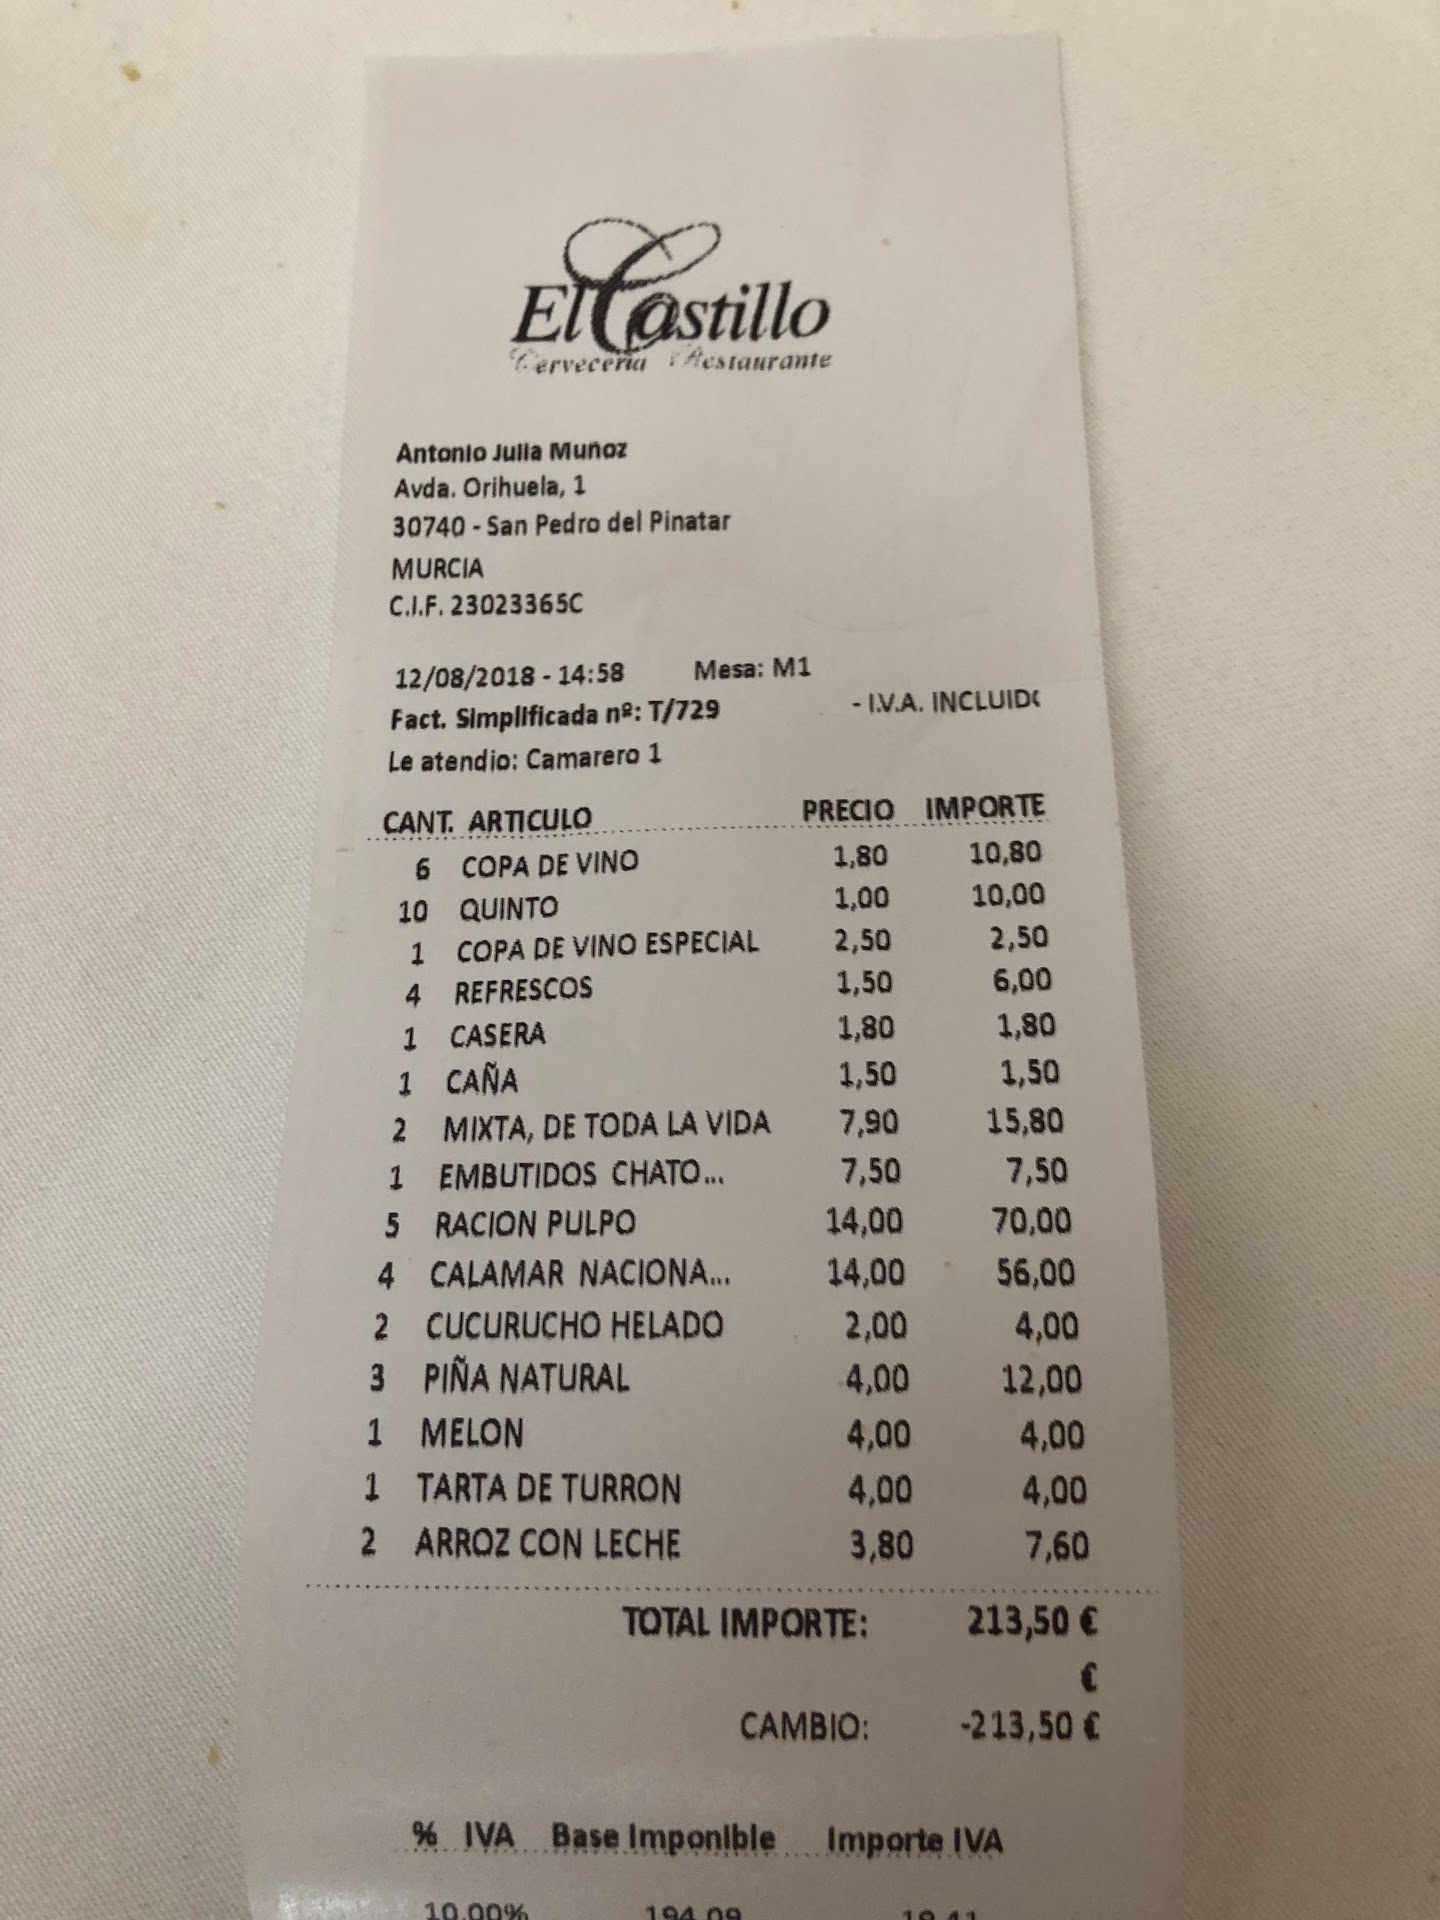 El Castillo
Cervecería Restaurante
Antonio Julia Muñoz
Avda. Orihuela, 1
30740 - San Pedro del Pinatar
MURCIA
C.I.F. 23023365C
12/08/2018 - 14:58 Mesa: M1
Fact. Simplificada nº: T/729 - I.V.A. INCLUIDO
Le atendio: Camarero 1
CANT. ARTICULO PRECIO IMPORTE
6 COPA DE VINO 1,80 10,80
10 QUINTO 1,00 10,00
1 COPA DE VINO ESPECIAL 2,50 2,50
4 REFRESCOS 1,50 6,00
1 CASERA 1,80 1,80
1 CAÑA 1,50 1,50
2 MIXTA, DE TODA LA VIDA 7,90 15,80
1 EMBUTIDOS CHATO... 7,50 7,50
5 RACION PULPO 14,00 70,00
4 CALAMAR NACIONA... 14,00 56,00
2 CUCURUCHO HELADO 2,00 4,00
3 PIÑA NATURAL 4,00 12,00
1 MELON 4,00 4,00
1 TARTA DE TURRON 4,00 4,00
2 ARROZ CON LECHE 3,80 7,60
TOTAL IMPORTE: 213,50 €
€
CAMBIO: -213,50 €
% IVA Base Imponible Importe IVA
10,00% 194,09 19,41